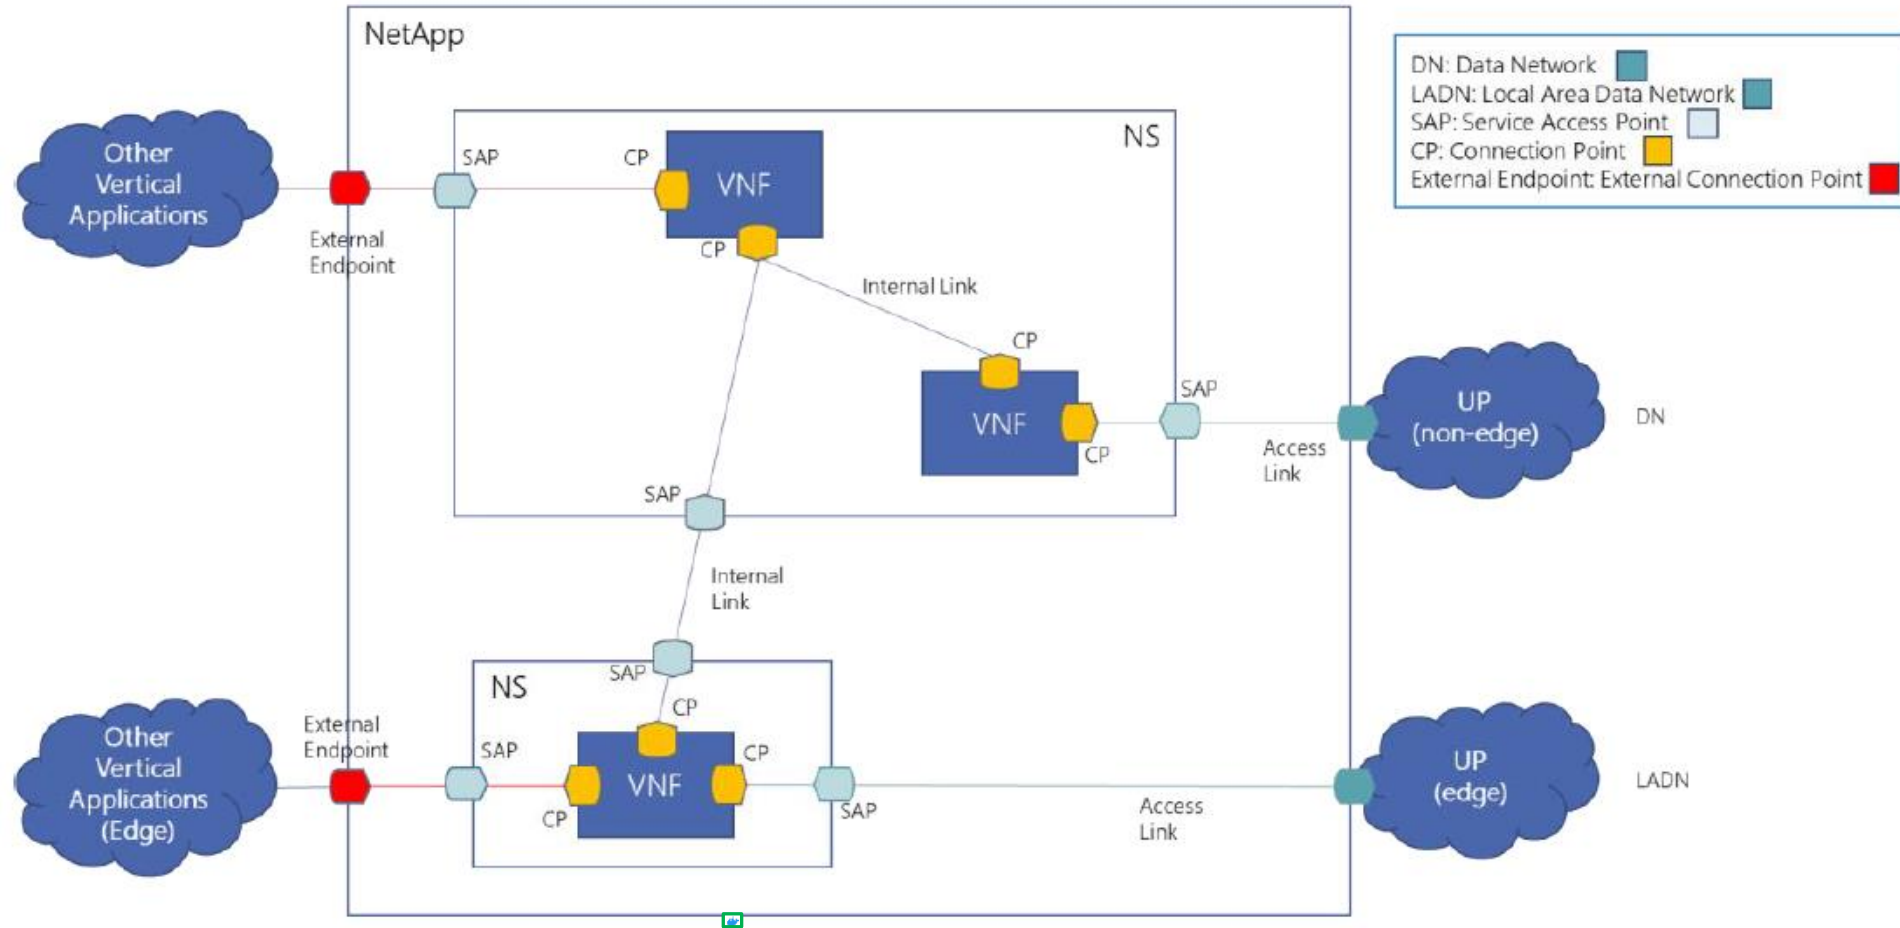 NetApp
DN: Data Network
LADN: Local Area Data Network
SAP: Service Access Point
CP: Connection Point
External Endpoint: External Connection Point
NS
Other
Vertical
Applications
External
Endpoint
SAP
CP
VNF
CP
Internal Link
CP
VNF
CP
SAP
Access
Link
UP
(non-edge)
DN
SAP
Internal
Link
SAP
NS
CP
Other
Vertical
Applications
(Edge)
External
Endpoint
SAP
CP
VNF
CP
SAP
Access
Link
UP
(edge)
LADN